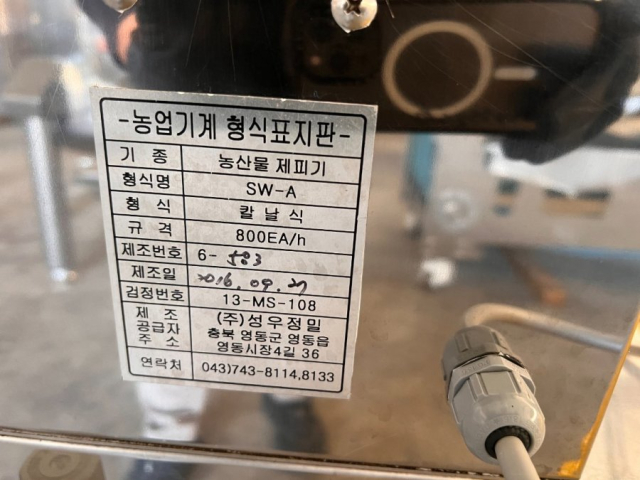 -농업기계 형식표지판-
기 종 농산물 제피기
형식명 SW-A
형 식 칼 날 식
규 격 800EA/h
제조번호 6- 583
제조일 2016. 09. 27
검정번호 13-MS-108
제 조 (주)성우정밀
공급자 충북 영동군 영동읍
주 소 영동시장4길 36
연락처 043)743-8114,8133